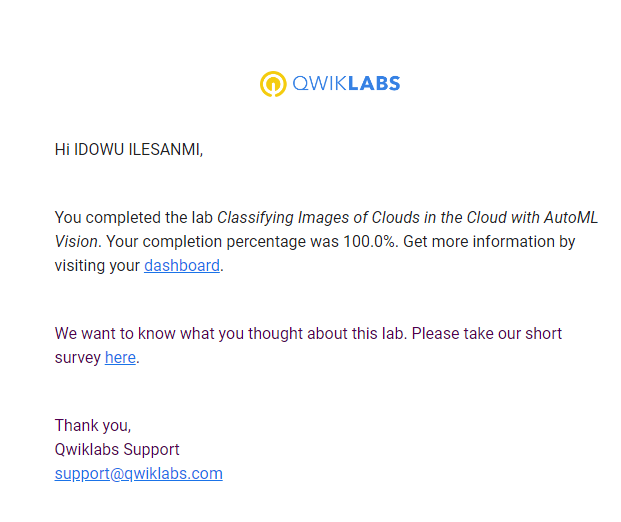 QWIKLABS
Hi IDOWU ILESANMI,
You completed the lab Classifying Images of Clouds in the Cloud with AutoML
Vision. Your completion percentage was 100.0%. Get more information by
visiting your dashboard.
We want to know what you thought about this lab. Please take our short
survey here.
Thank you,
Qwiklabs Support
support@qwiklabs.com